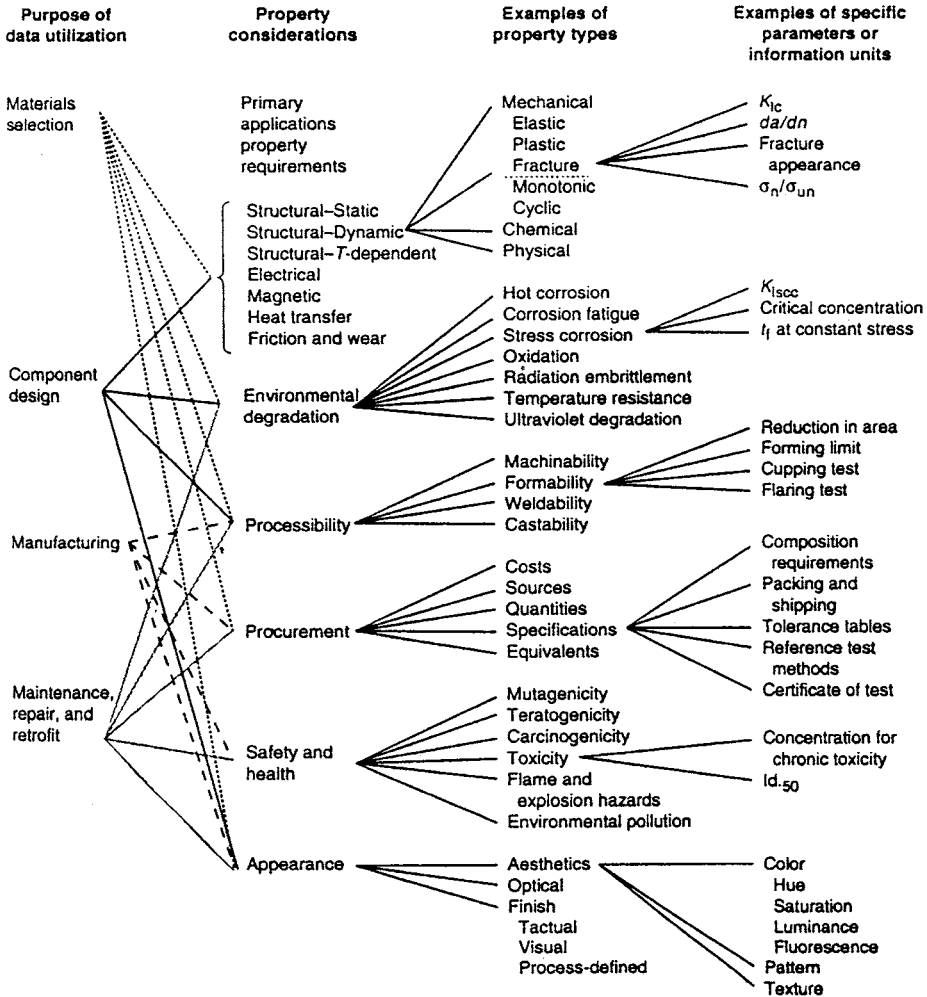 Purpose of
data utilization
Property
considerations
Examples of
property types
Examples of specific
parameters or
information units
Materials
selection
Component
design
Manufacturing
Maintenance,
repair, and
retrofit
Primary
applications
property
requirements
Structural–Static
Structural–Dynamic
Structural–T-dependent
Electrical
Magnetic
Heat transfer
Friction and wear
Environmental
degradation
Processibility
Procurement
Safety and
health
Appearance
Mechanical
Elastic
Plastic
Fracture
Monotonic
Cyclic
Chemical
Physical
Hot corrosion
Corrosion fatigue
Stress corrosion
Oxidation
Radiation embrittlement
Temperature resistance
Ultraviolet degradation
Machinability
Formability
Weldability
Castability
Costs
Sources
Quantities
Specifications
Equivalents
Mutagenicity
Teratogenicity
Carcinogenicity
Toxicity
Flame and
explosion hazards
Environmental pollution
Aesthetics
Optical
Finish
Tactual
Visual
Process-defined
K_Ic
da/dn
Fracture
appearance
σn/σun
K_Iscc
Critical concentration
t_f at constant stress
Reduction in area
Forming limit
Cupping test
Flaring test
Composition
requirements
Packing and
shipping
Tolerance tables
Reference test
methods
Certificate of test
Concentration for
chronic toxicity
ld.50
Color
Hue
Saturation
Luminance
Fluorescence
Pattern
Texture